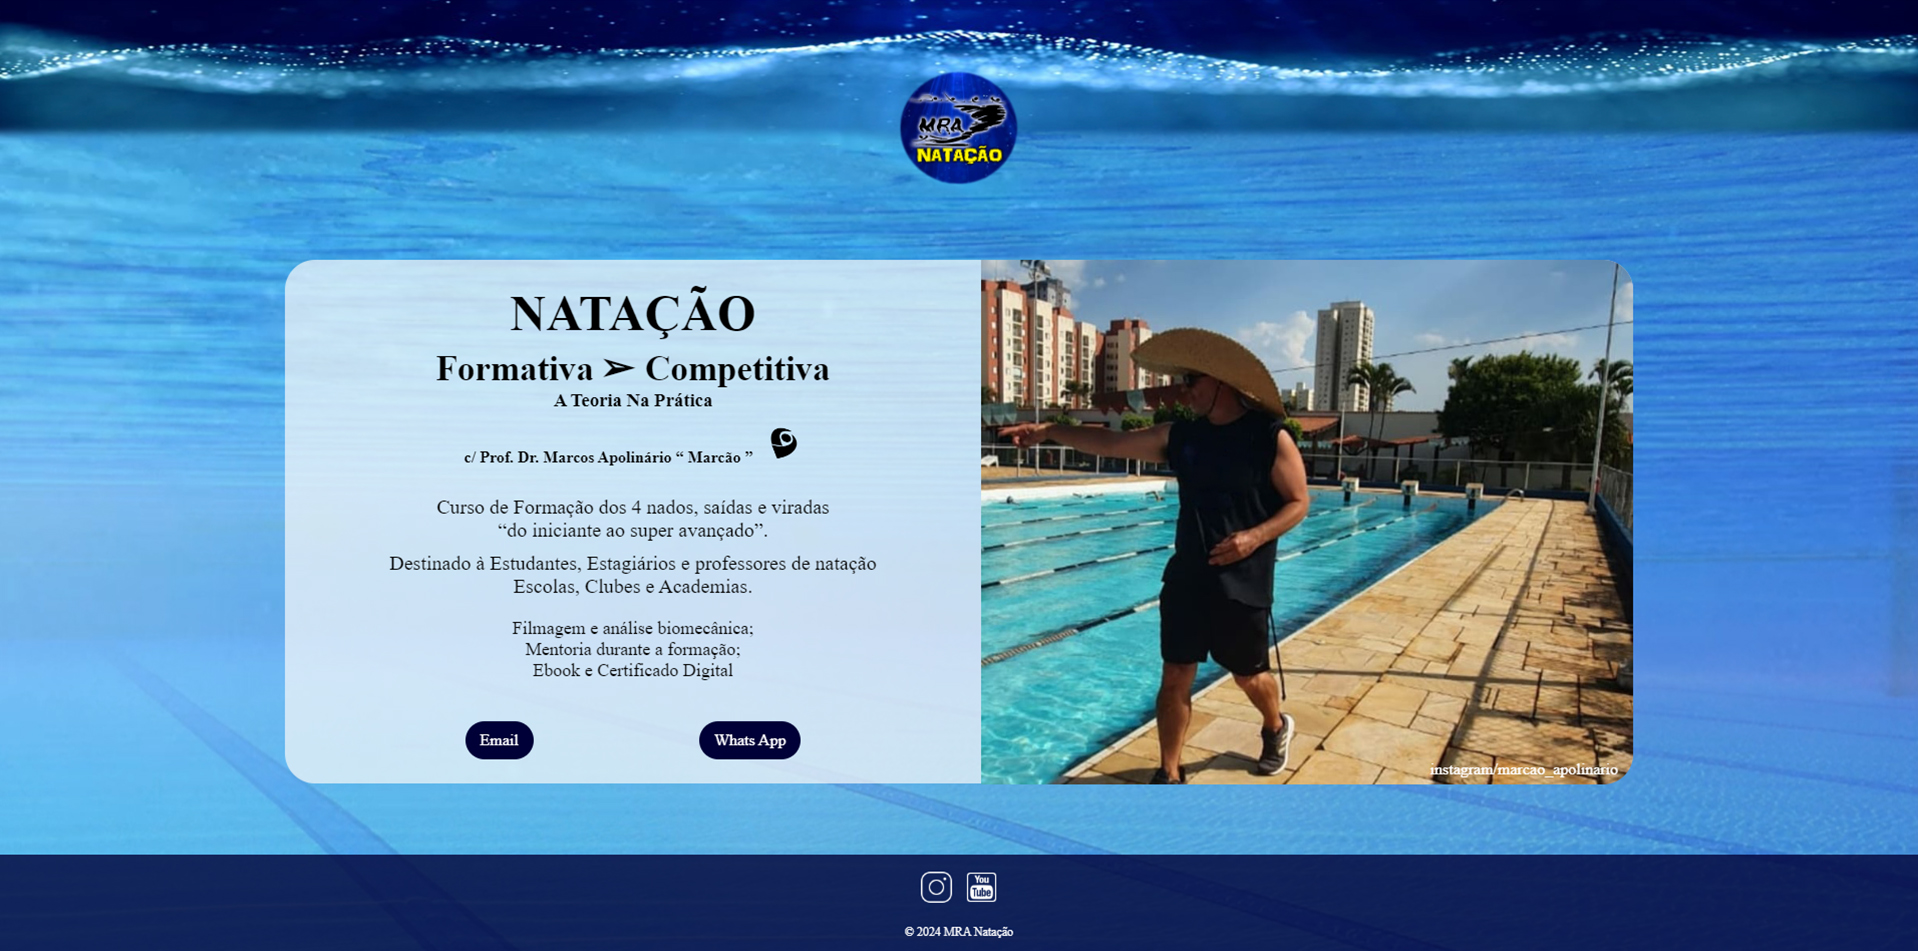 MRA
NATAÇÃO
NATAÇÃO
Formativa ➢ Competitiva
A Teoria Na Prática
c/ Prof. Dr. Marcos Apolinário “ Marcão ”
Curso de Formação dos 4 nados, saídas e viradas
“do iniciante ao super avançado”.
Destinado à Estudantes, Estagiários e professores de natação
Escolas, Clubes e Academias.
Filmagem e análise biomecânica;
Mentoria durante a formação;
Ebook e Certificado Digital
Email
Whats App
instagram/marcao_apolinario
You
Tube
© 2024 MRA Natação